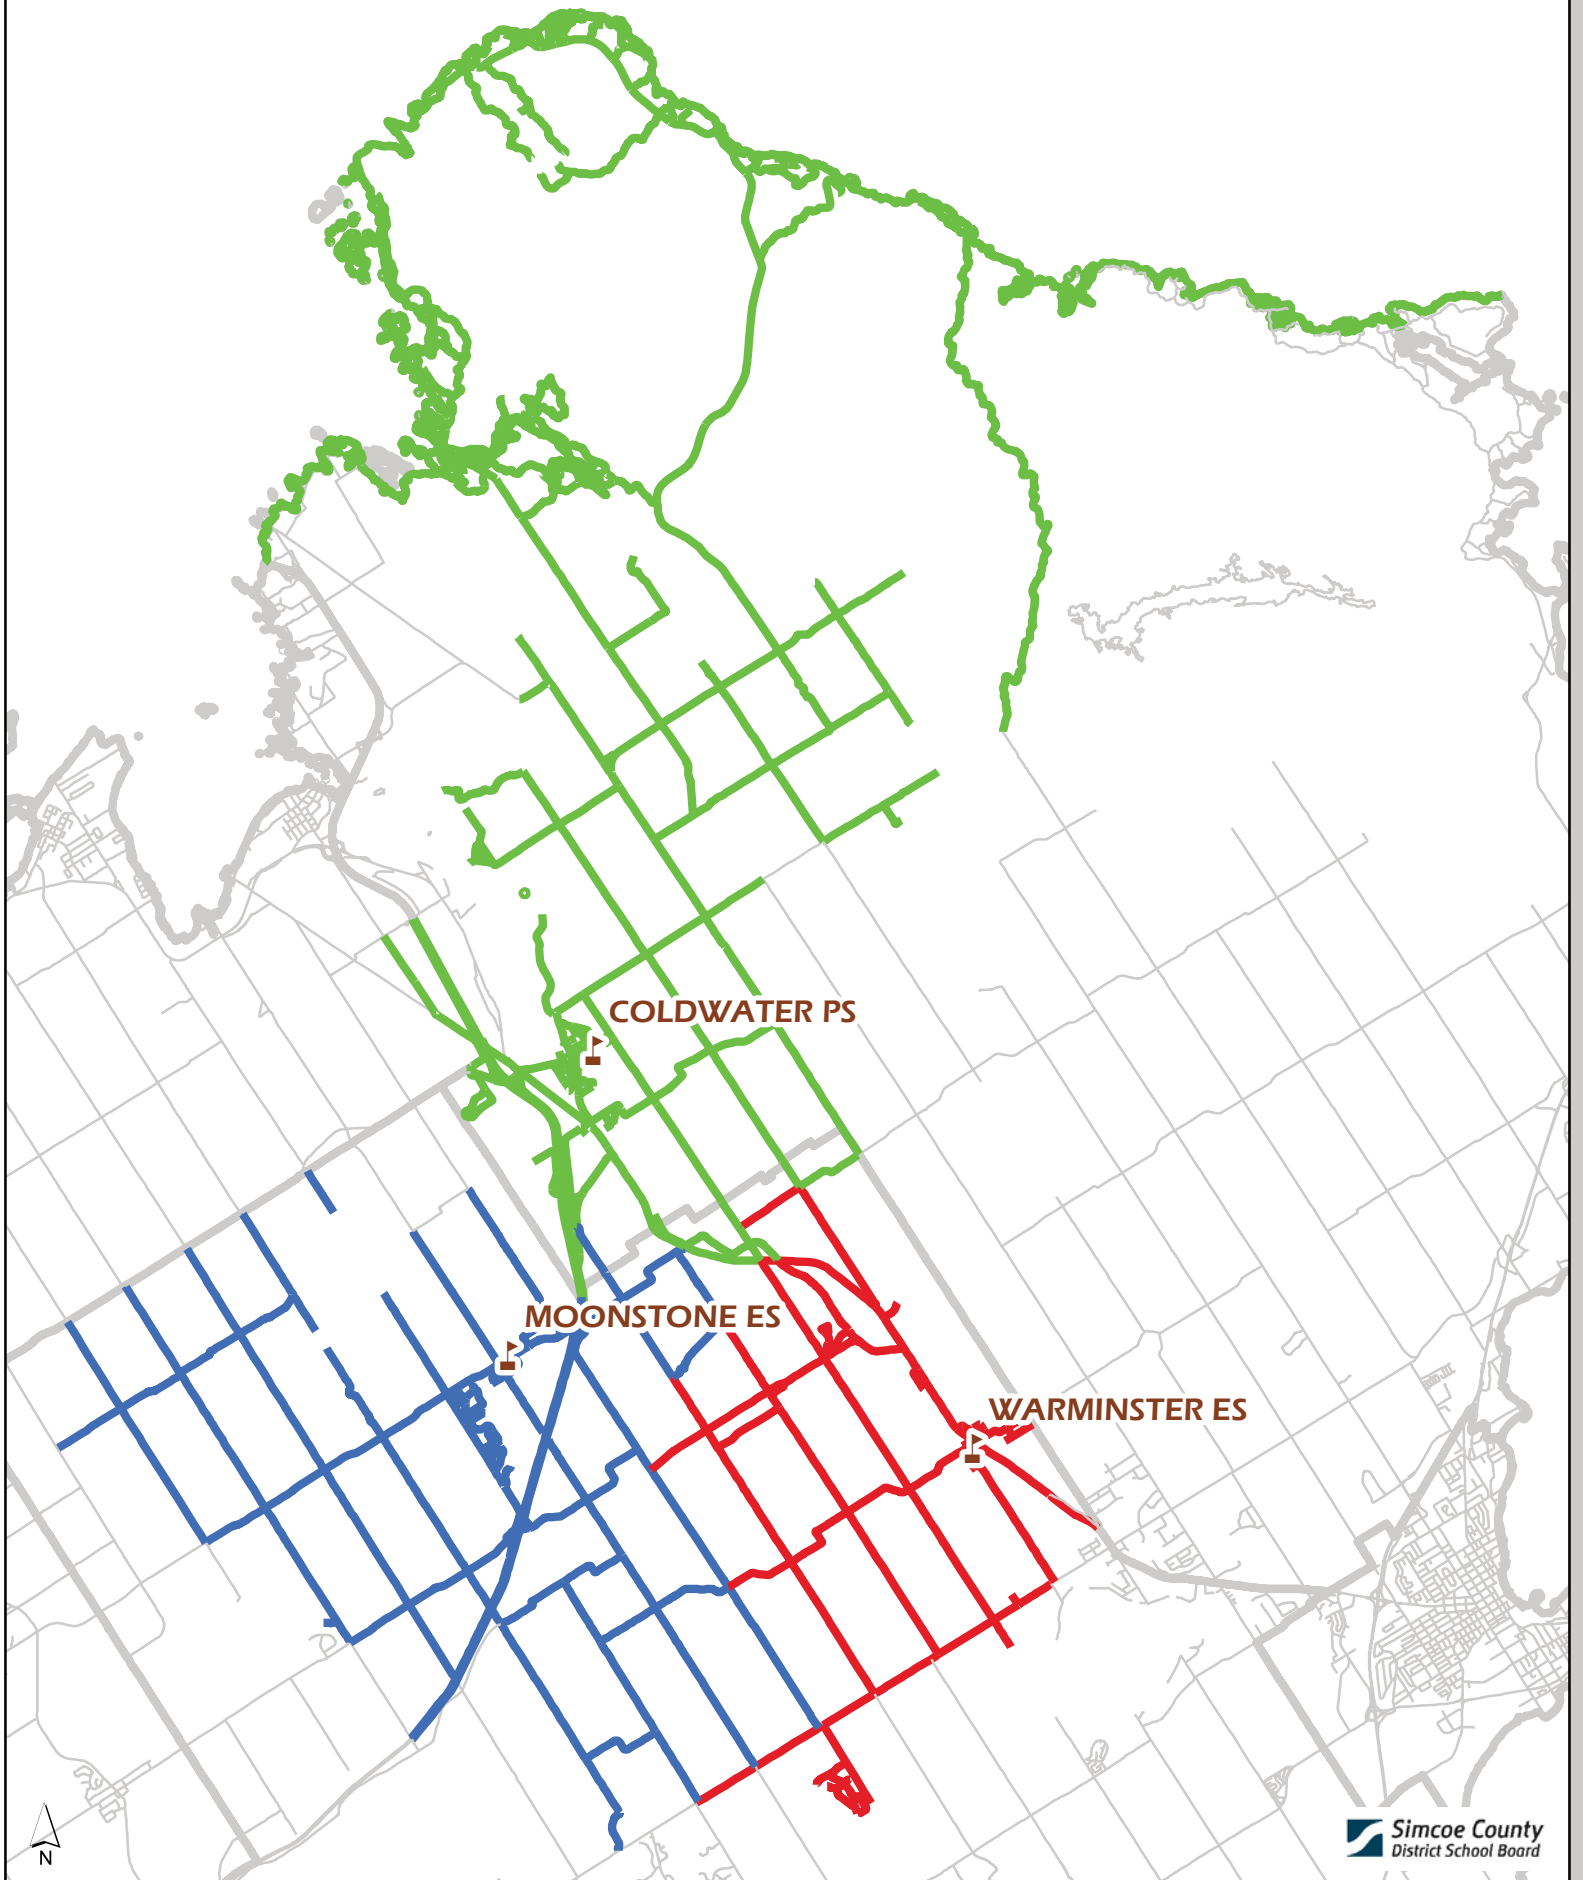 COLDWATER PS
MOONSTONE ES
WARMINSTER ES
N
Simcoe County
District School Board